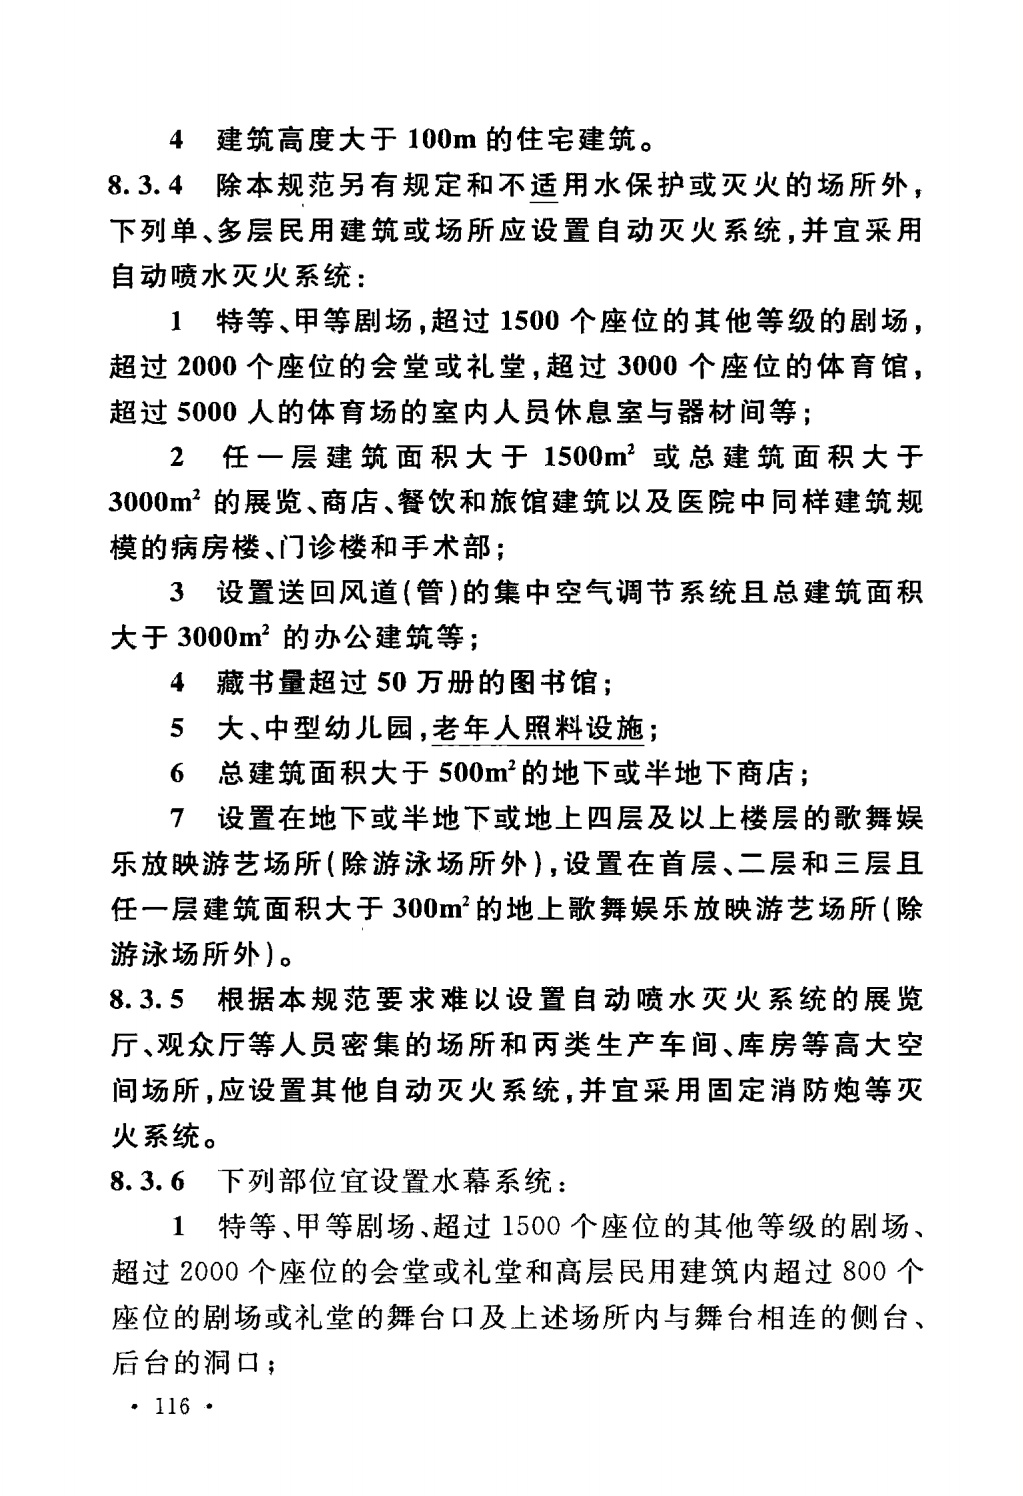 4 建筑高度大于 100m 的住宅建筑。
8.3.4 除本规范另有规定和不适用水保护或灭火的场所外，
下列单、多层民用建筑或场所应设置自动灭火系统，并宜采用
自动喷水灭火系统：
1 特等、甲等剧场，超过 1500 个座位的其他等级的剧场，
超过 2000 个座位的会堂或礼堂，超过 3000 个座位的体育馆，
超过 5000 人的体育场的室内人员休息室与器材间等；
2 任一层建筑面积大于 1500m² 或总建筑面积大于
3000m² 的展览、商店、餐饮和旅馆建筑以及医院中同样建筑规
模的病房楼、门诊楼和手术部；
3 设置送回风道（管）的集中空气调节系统且总建筑面积
大于 3000m² 的办公建筑等；
4 藏书量超过 50 万册的图书馆；
5 大、中型幼儿园，老年人照料设施；
6 总建筑面积大于 500m² 的地下或半地下商店；
7 设置在地下或半地下或地上四层及以上楼层的歌舞娱
乐放映游艺场所（除游泳场所外），设置在首层、二层和三层且
任一层建筑面积大于 300m² 的地上歌舞娱乐放映游艺场所（除
游泳场所外）。
8.3.5 根据本规范要求难以设置自动喷水灭火系统的展览
厅、观众厅等人员密集的场所和丙类生产车间、库房等高大空
间场所，应设置其他自动灭火系统，并宜采用固定消防炮等灭
火系统。
8.3.6 下列部位宜设置水幕系统：
1 特等、甲等剧场、超过 1500 个座位的其他等级的剧场、
超过 2000 个座位的会堂或礼堂和高层民用建筑内超过 800 个
座位的剧场或礼堂的舞台口及上述场所内与舞台相连的侧台、
后台的洞口；
· 116 ·